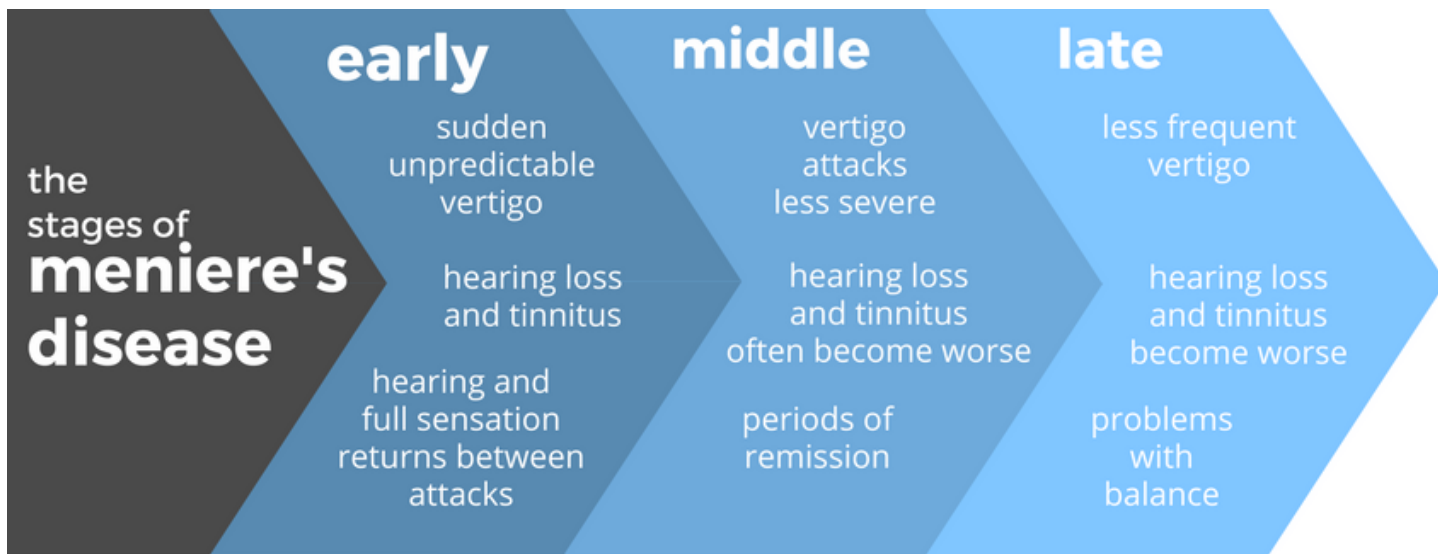 the
stages of
meniere's
disease
early
sudden
unpredictable
vertigo
hearing loss
and tinnitus
hearing and
full sensation
returns between
attacks
middle
vertigo
attacks
less severe
hearing loss
and tinnitus
often become worse
periods of
remission
late
less frequent
vertigo
hearing loss
and tinnitus
become worse
problems
with
balance